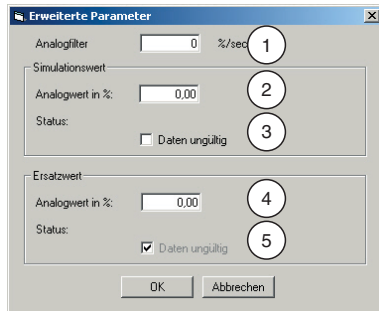 Erweiterte Parameter
Analogfilter 0 %/sec 1
Simulationswert
Analogwert in %: 0,00 2
Status: 3
Daten ungültig
Ersatzwert
Analogwert in %: 0,00 4
Status:
Daten ungültig 5
OK Abbrechen